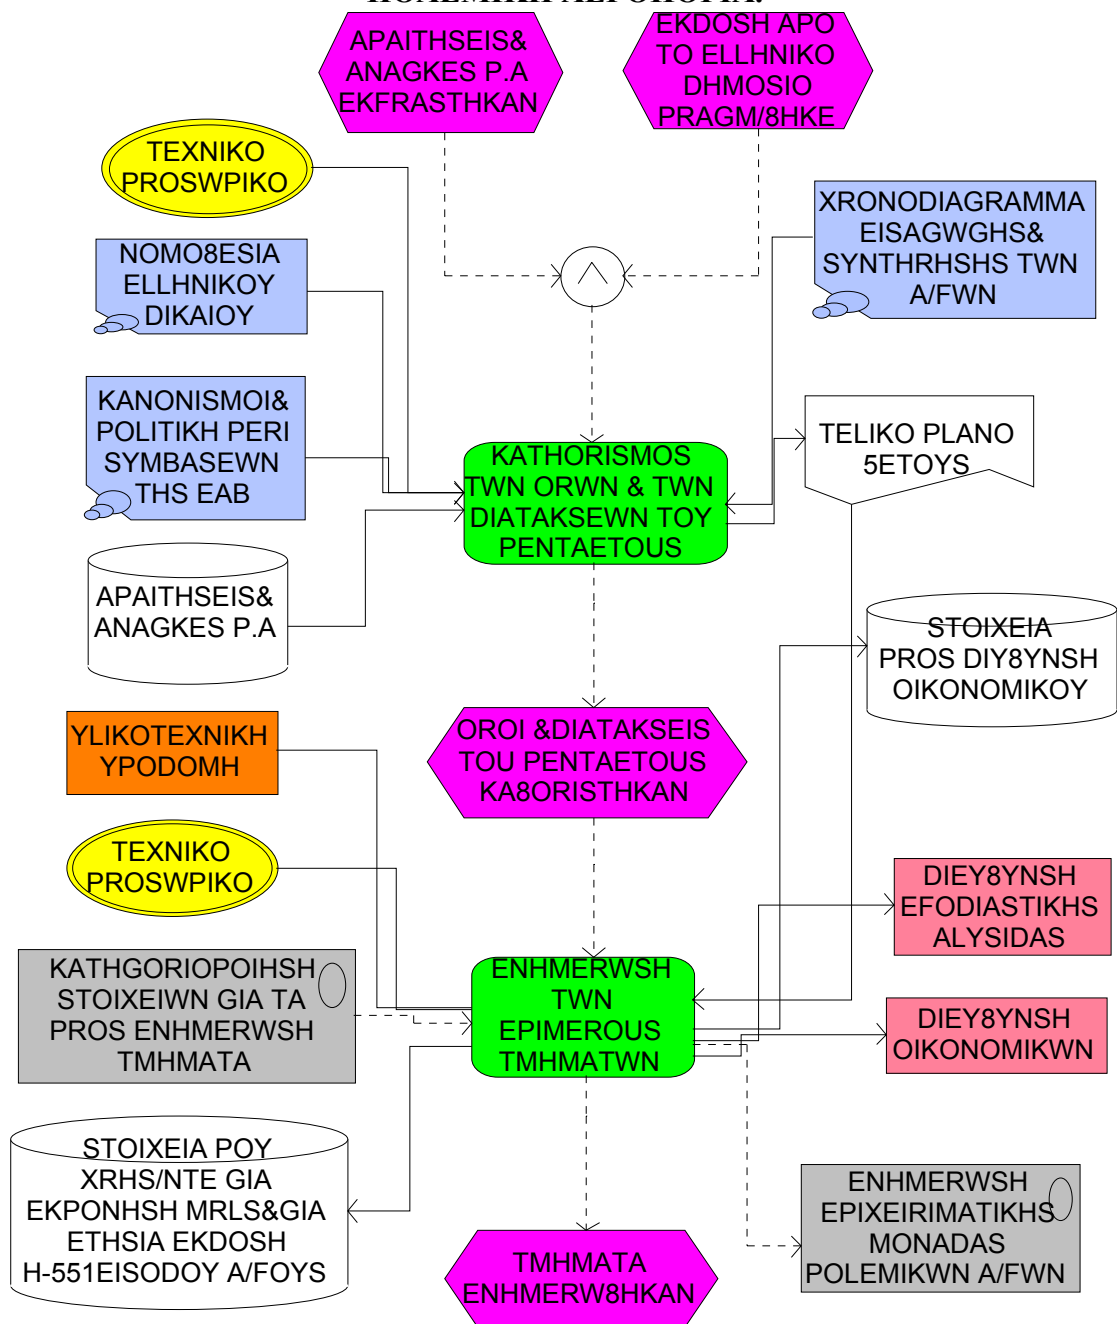 APAITHSEIS&
ANAGKES P.A
EKFRASTHKAN
EKDOSH APO
TO ELLHNIKO
DHMOSIO
PRAGM/8HKE
TEXNIKO
PROSWPIKO
XRONODIAGRAMMA
EISAGWGHS&
SYNTHRHSHS TWN
A/FWN
NOMO8ESIA
ELLHNIKOY
DIKAIOY
KANONISMOI&
POLITIKH PERI
SYMBASEWN
THS EAB
KATHORISMOS
TWN ORWN & TWN
DIATAKSEWN TOY
PENTAETOUS
TELIKO PLANO
5ETOYS
APAITHSEIS&
ANAGKES P.A
STOIXEIA
PROS DIY8YNSH
OIKONOMIKOY
YLIKOTEXNIKH
YPODOMH
OROI &DIATAKSEIS
TOU PENTAETOUS
KA8ORISTHKAN
TEXNIKO
PROSWPIKO
DIEY8YNSH
EFODIASTIKHS
ALYSIDAS
KATHGORIOPOIHSH
STOIXEIWN GIA TA
PROS ENHMERWSH
TMHMATA
ENHMERWSH
TWN
EPIMEROUS
TMHMATWN
DIEY8YNSH
OIKONOMIKWN
STOIXEIA POY
XRHS/NTE GIA
EKPONHSH MRLS&GIA
ETHSIA EKDOSH
H-551EISODOY A/FOYS
ENHMERWSH
EPIXEIRIMATIKHS
MONADAS
POLEMIKWN A/FWN
TMHMATA
ENHMERW8HKAN